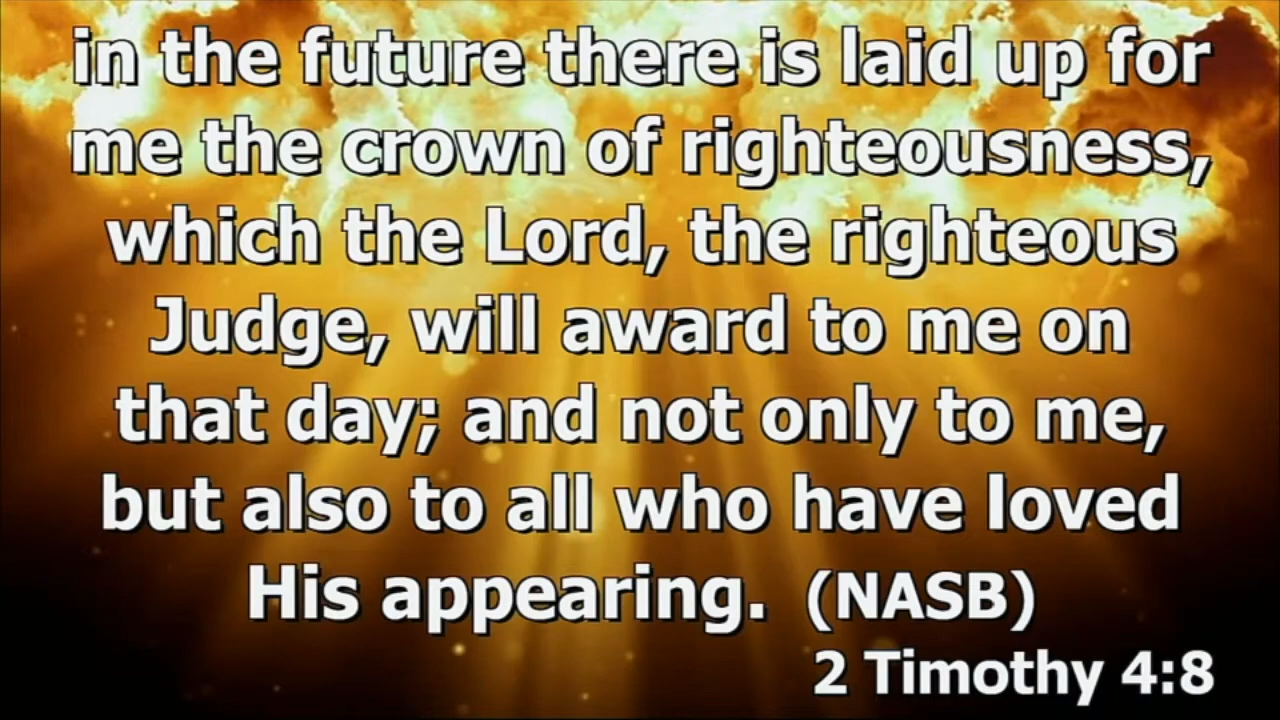 in the future there is laid up for
me the crown of righteousness,
which the Lord, the righteous
Judge, will award to me on
that day; and not only to me,
but also to all who have loved
His appearing. (NASB)
2 Timothy 4:8